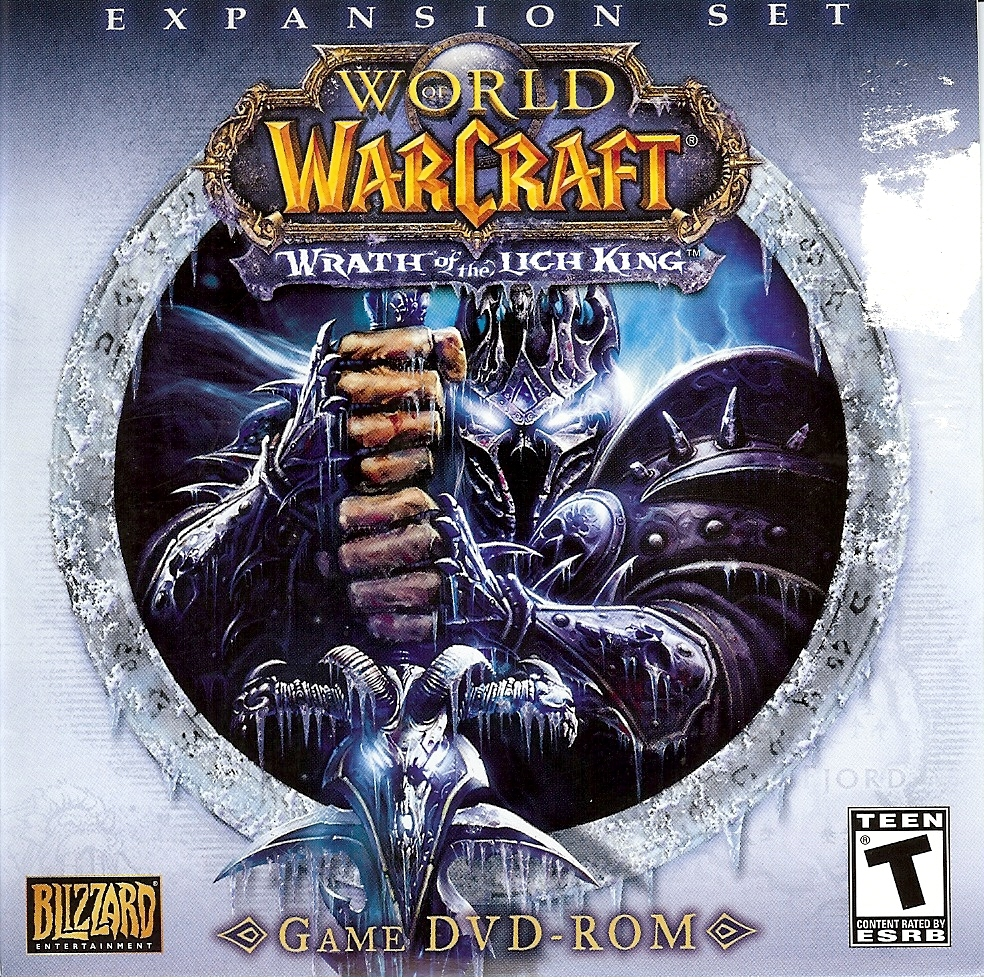 EXPANSION SET
WORLD
OF
WARCRAFT®
WRATH of the LICH KING™
JORD
GAME DVD-ROM
BLIZZARD®
ENTERTAINMENT
TEEN
T
®
CONTENT RATED BY
ESRB